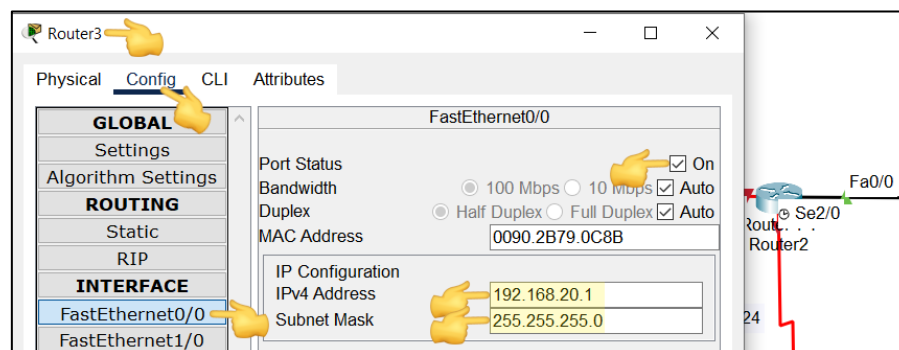 Router3
Physical Config CLI Attributes
GLOBAL
Settings
Algorithm Settings
ROUTING
Static
RIP
INTERFACE
FastEthernet0/0
FastEthernet1/0
FastEthernet0/0
Port Status On
Bandwidth 100 Mbps 10 Mbps Auto
Duplex Half Duplex Full Duplex Auto
MAC Address 0090.2B79.0C8B
IP Configuration
IPv4 Address 192.168.20.1
Subnet Mask 255.255.255.0
Fa0/0
Se2/0
Router2
24